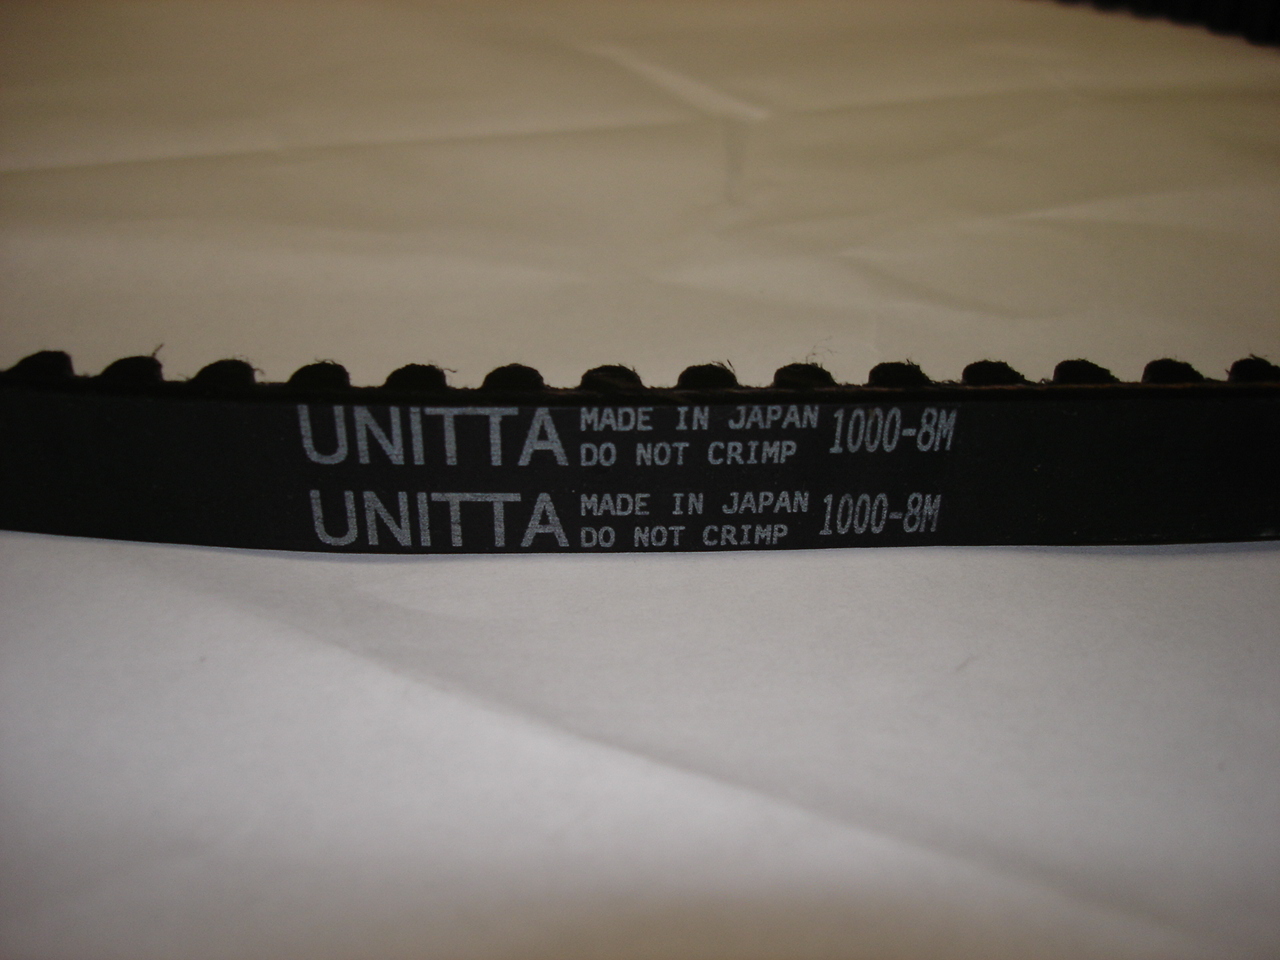 UNITTA MADE IN JAPAN 1000-8M
DO NOT CRIMP
UNITTA MADE IN JAPAN 1000-8M
DO NOT CRIMP